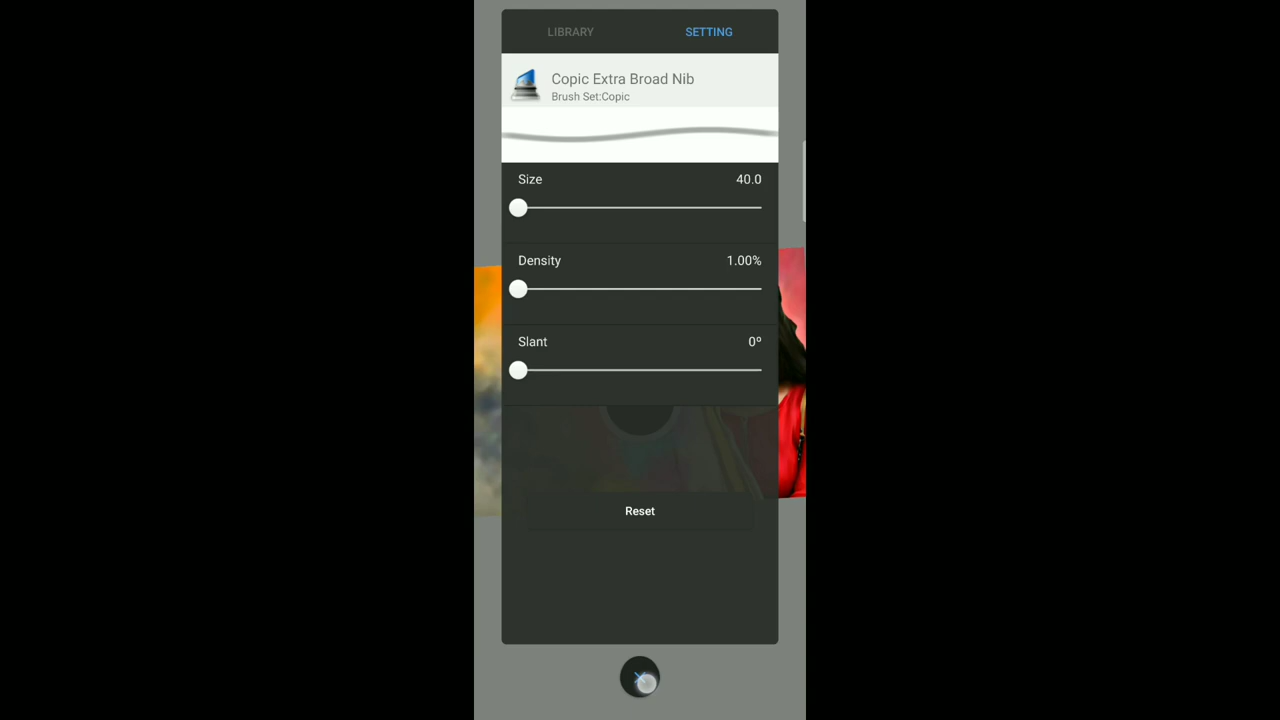 LIBRARY SETTING
Copic Extra Broad Nib
Brush Set:Copic
Size 40.0
Density 1.00%
Slant 0º
Reset